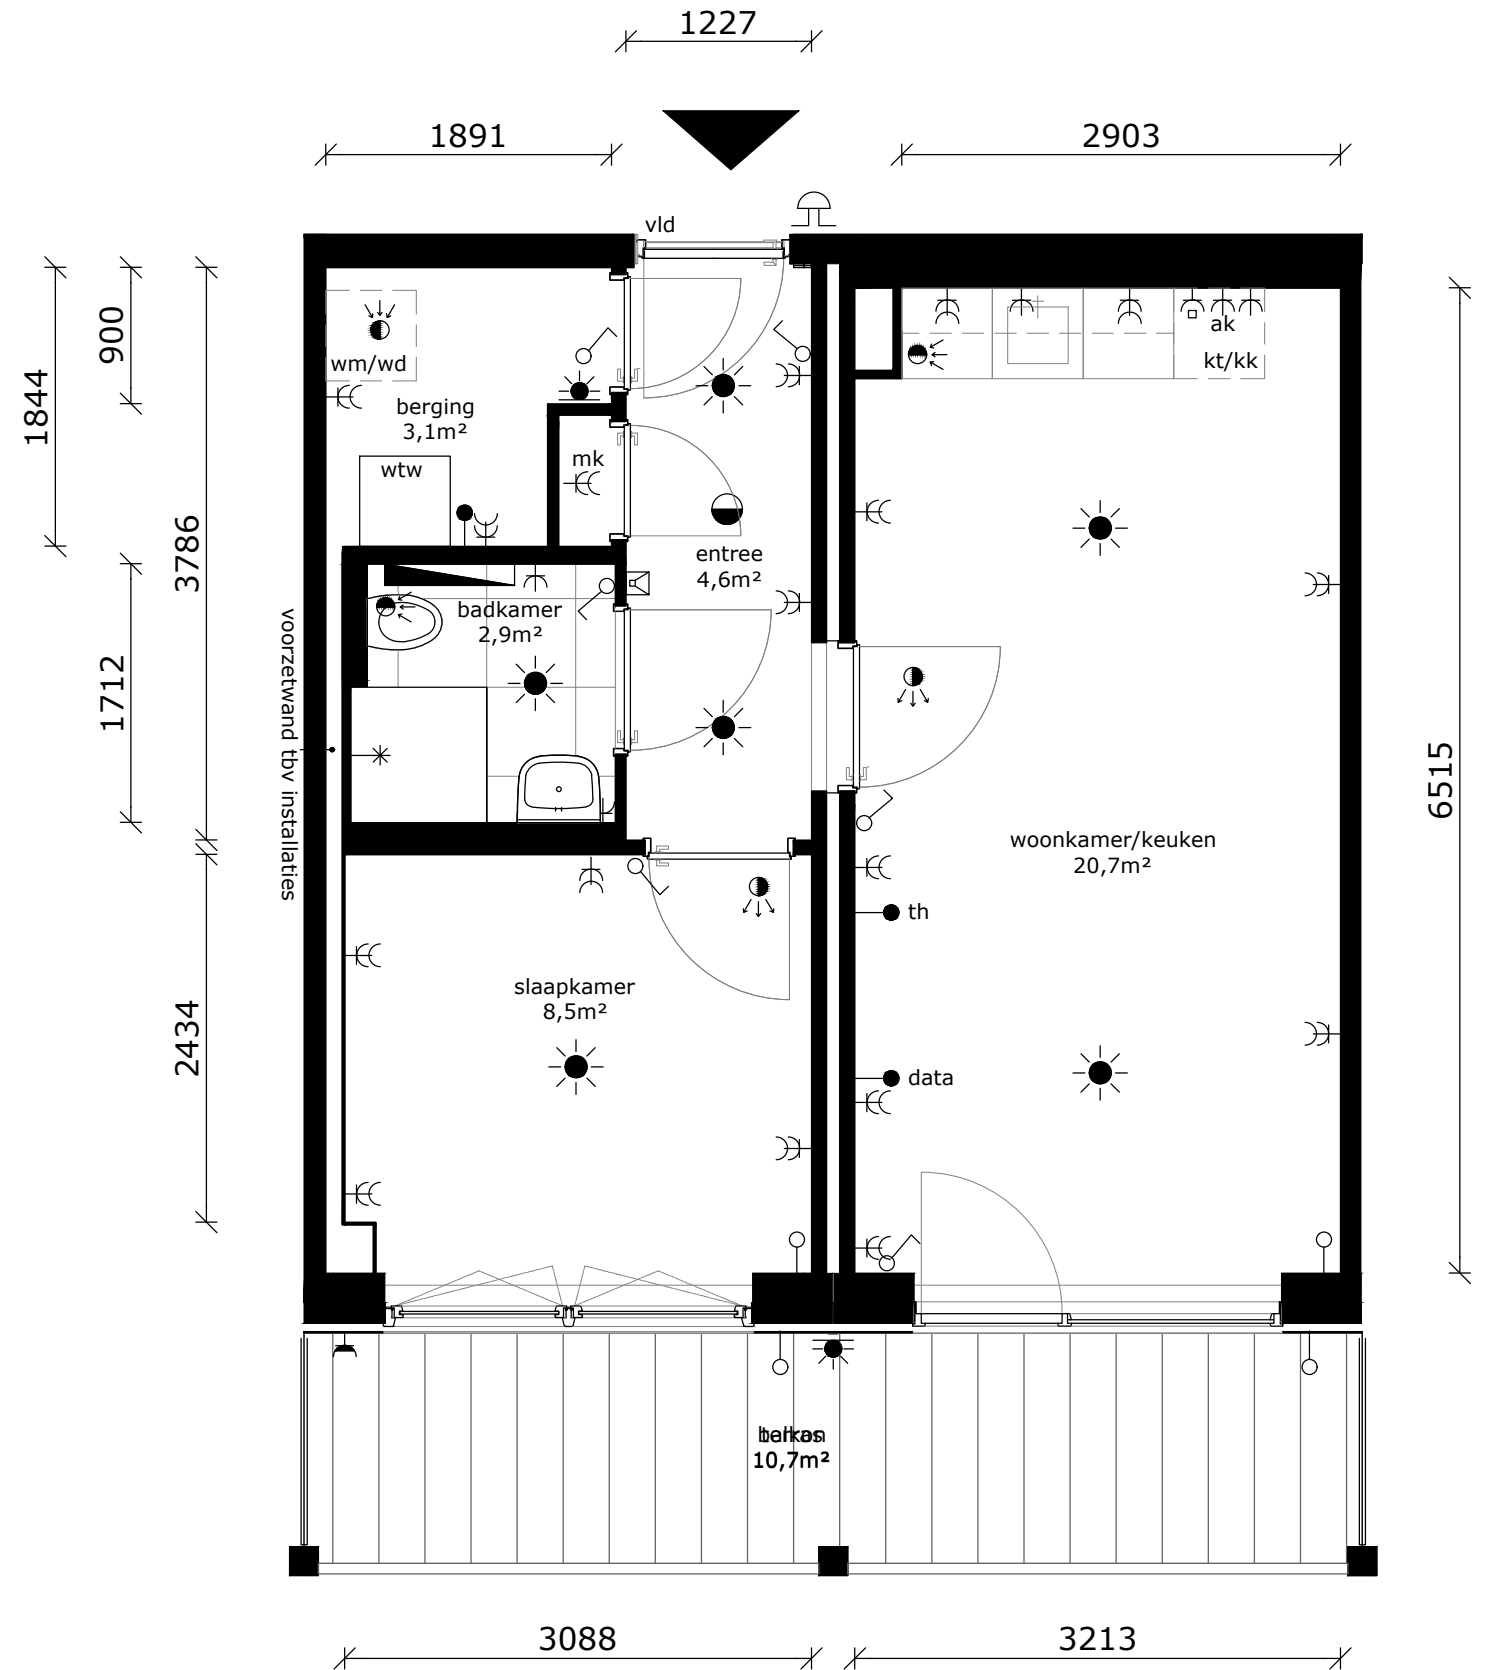 1227
1891
2903
vld
wm/wd
berging
3,1m²
wtw
mk
ak
kt/kk
900
1844
3786
1712
2434
6515
entree
4,6m²
badkamer
2,9m²
voorzetwand tbv installaties
woonkamer/keuken
20,7m²
th
slaapkamer
8,5m²
data
10,7m²
3088
3213